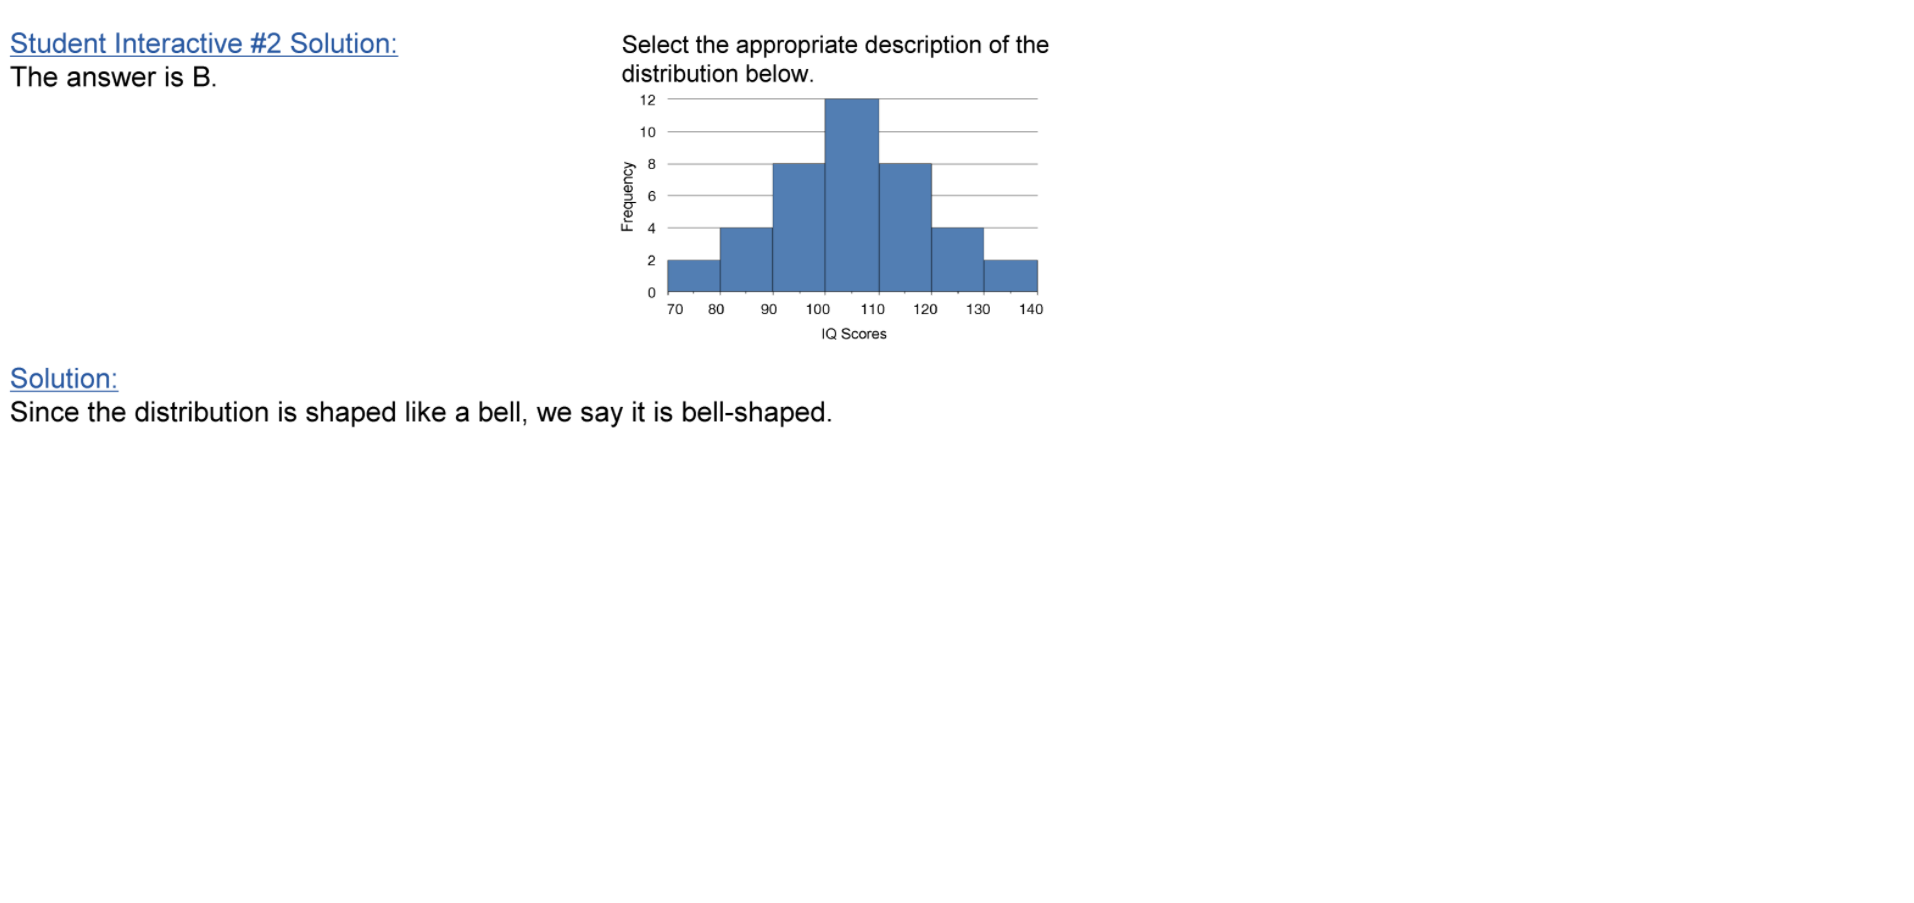 Student Interactive #2 Solution:
The answer is B.
Select the appropriate description of the
distribution below.
12
10
8
6
4
2
0
Frequency
70 80 90 100 110 120 130 140
IQ Scores
Solution:
Since the distribution is shaped like a bell, we say it is bell-shaped.